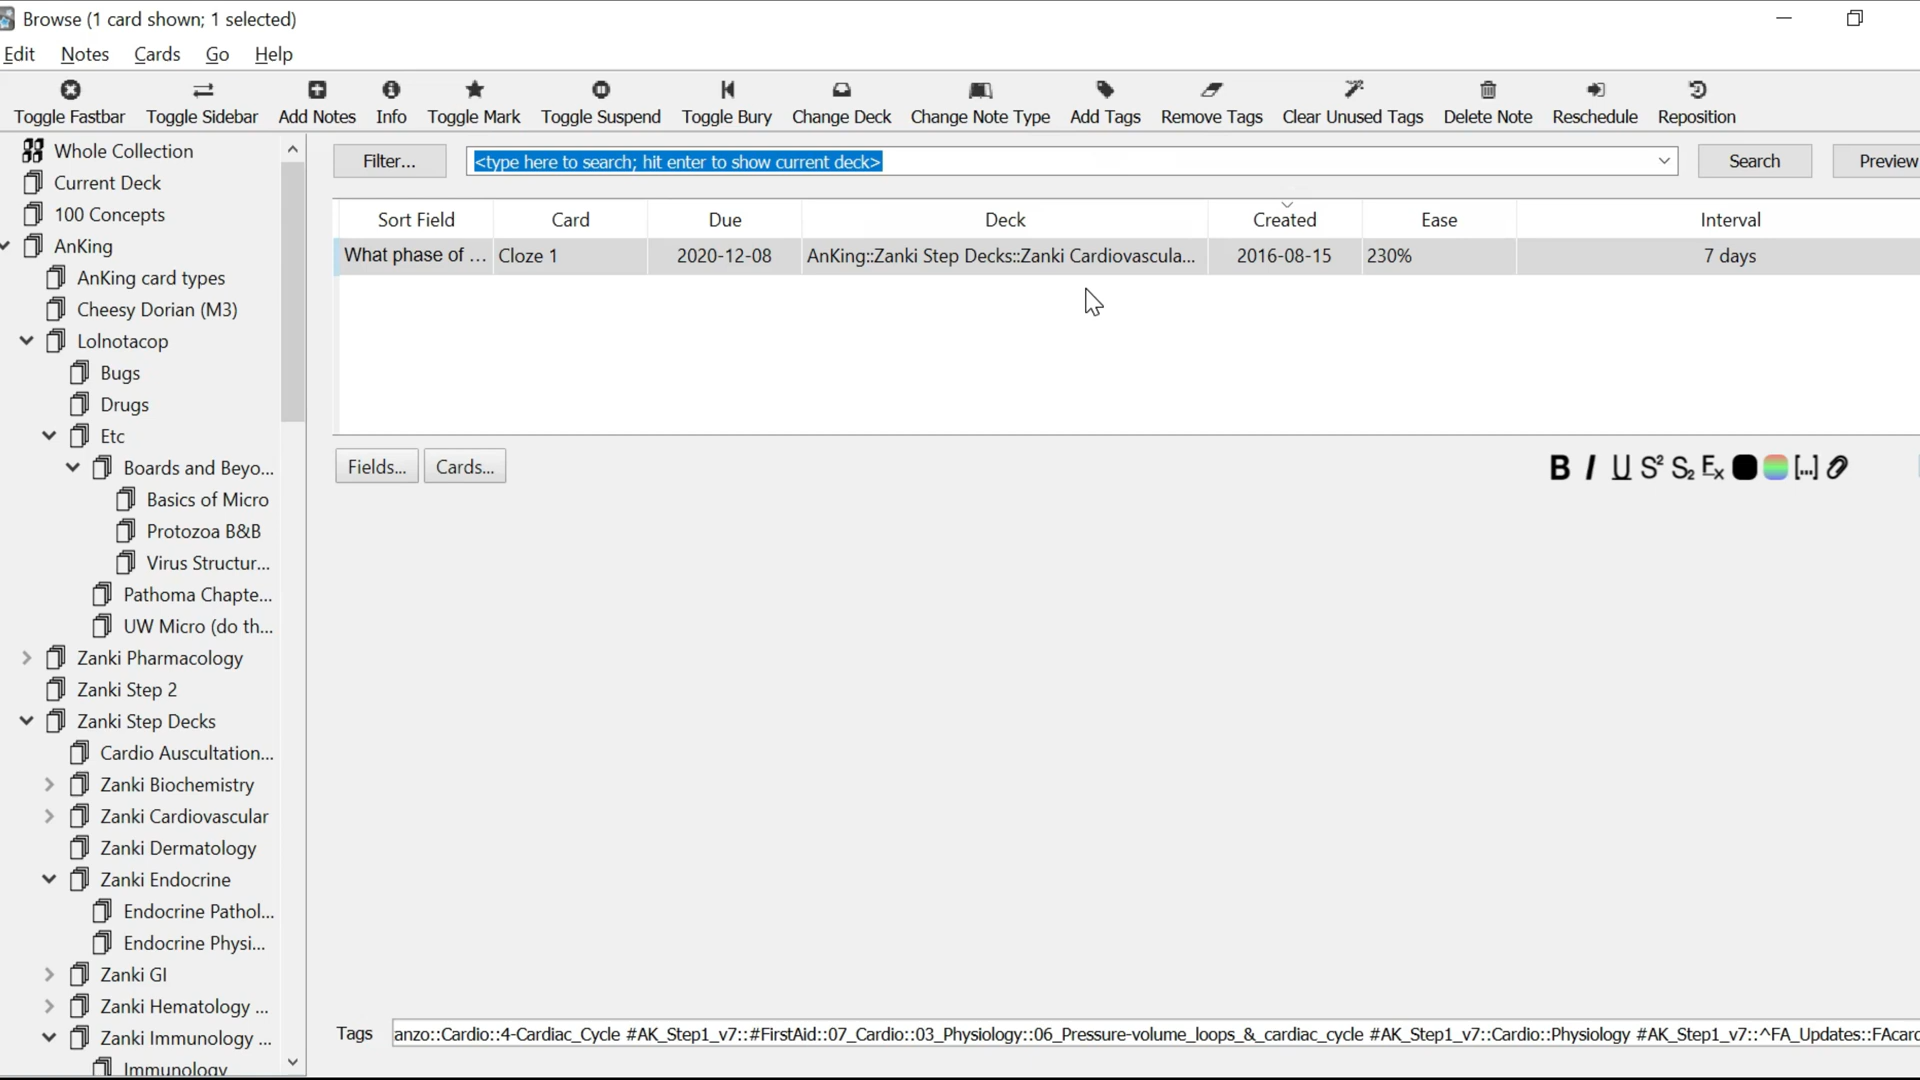 Browse (1 card shown; 1 selected)
Edit Notes Cards Go Help
Toggle Fastbar Toggle Sidebar Add Notes Info Toggle Mark Toggle Suspend Toggle Bury Change Deck Change Note Type Add Tags Remove Tags Clear Unused Tags Delete Note Reschedule Reposition
Whole Collection
Current Deck
100 Concepts
AnKing
AnKing card types
Cheesy Dorian (M3)
Lolnotacop
Bugs
Drugs
Etc
Boards and Beyo...
Basics of Micro
Protozoa B&B
Virus Structur...
Pathoma Chapte...
UW Micro (do th...
Zanki Pharmacology
Zanki Step 2
Zanki Step Decks
Cardio Auscultation...
Zanki Biochemistry
Zanki Cardiovascular
Zanki Dermatology
Zanki Endocrine
Endocrine Pathol...
Endocrine Physi...
Zanki GI
Zanki Hematology ...
Zanki Immunology ...
Immunology
Filter... <type here to search; hit enter to show current deck> Search Preview
Sort Field Card Due Deck Created Ease Interval
What phase of ... Cloze 1 2020-12-08 AnKing::Zanki Step Decks::Zanki Cardiovascula... 2016-08-15 230% 7 days
Fields... Cards... B I U S² S₂ Fx [...]
Tags anzo::Cardio::4-Cardiac_Cycle #AK_Step1_v7::#FirstAid::07_Cardio::03_Physiology::06_Pressure-volume_loops_&_cardiac_cycle #AK_Step1_v7::Cardio::Physiology #AK_Step1_v7::^FA_Updates::FAcard